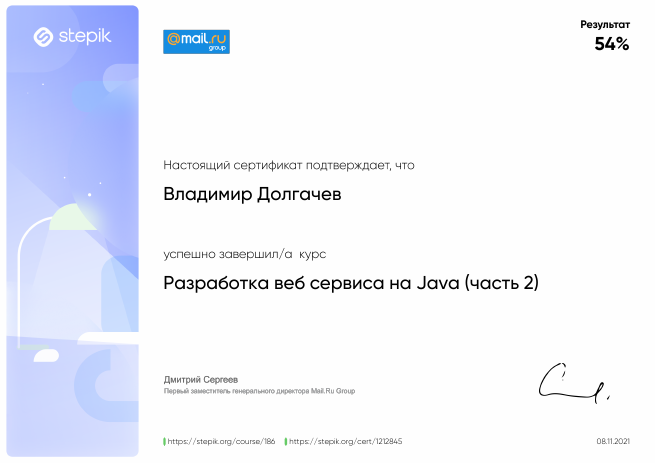 stepik
@mail.ru
group
Результат
54%
Настоящий сертификат подтверждает, что
Владимир Долгачев
успешно завершил/а курс
Разработка веб сервиса на Java (часть 2)
Дмитрий Сергеев
Первый заместитель генерального директора Mail.Ru Group
https://stepik.org/course/186 https://stepik.org/cert/1212845
08.11.2021